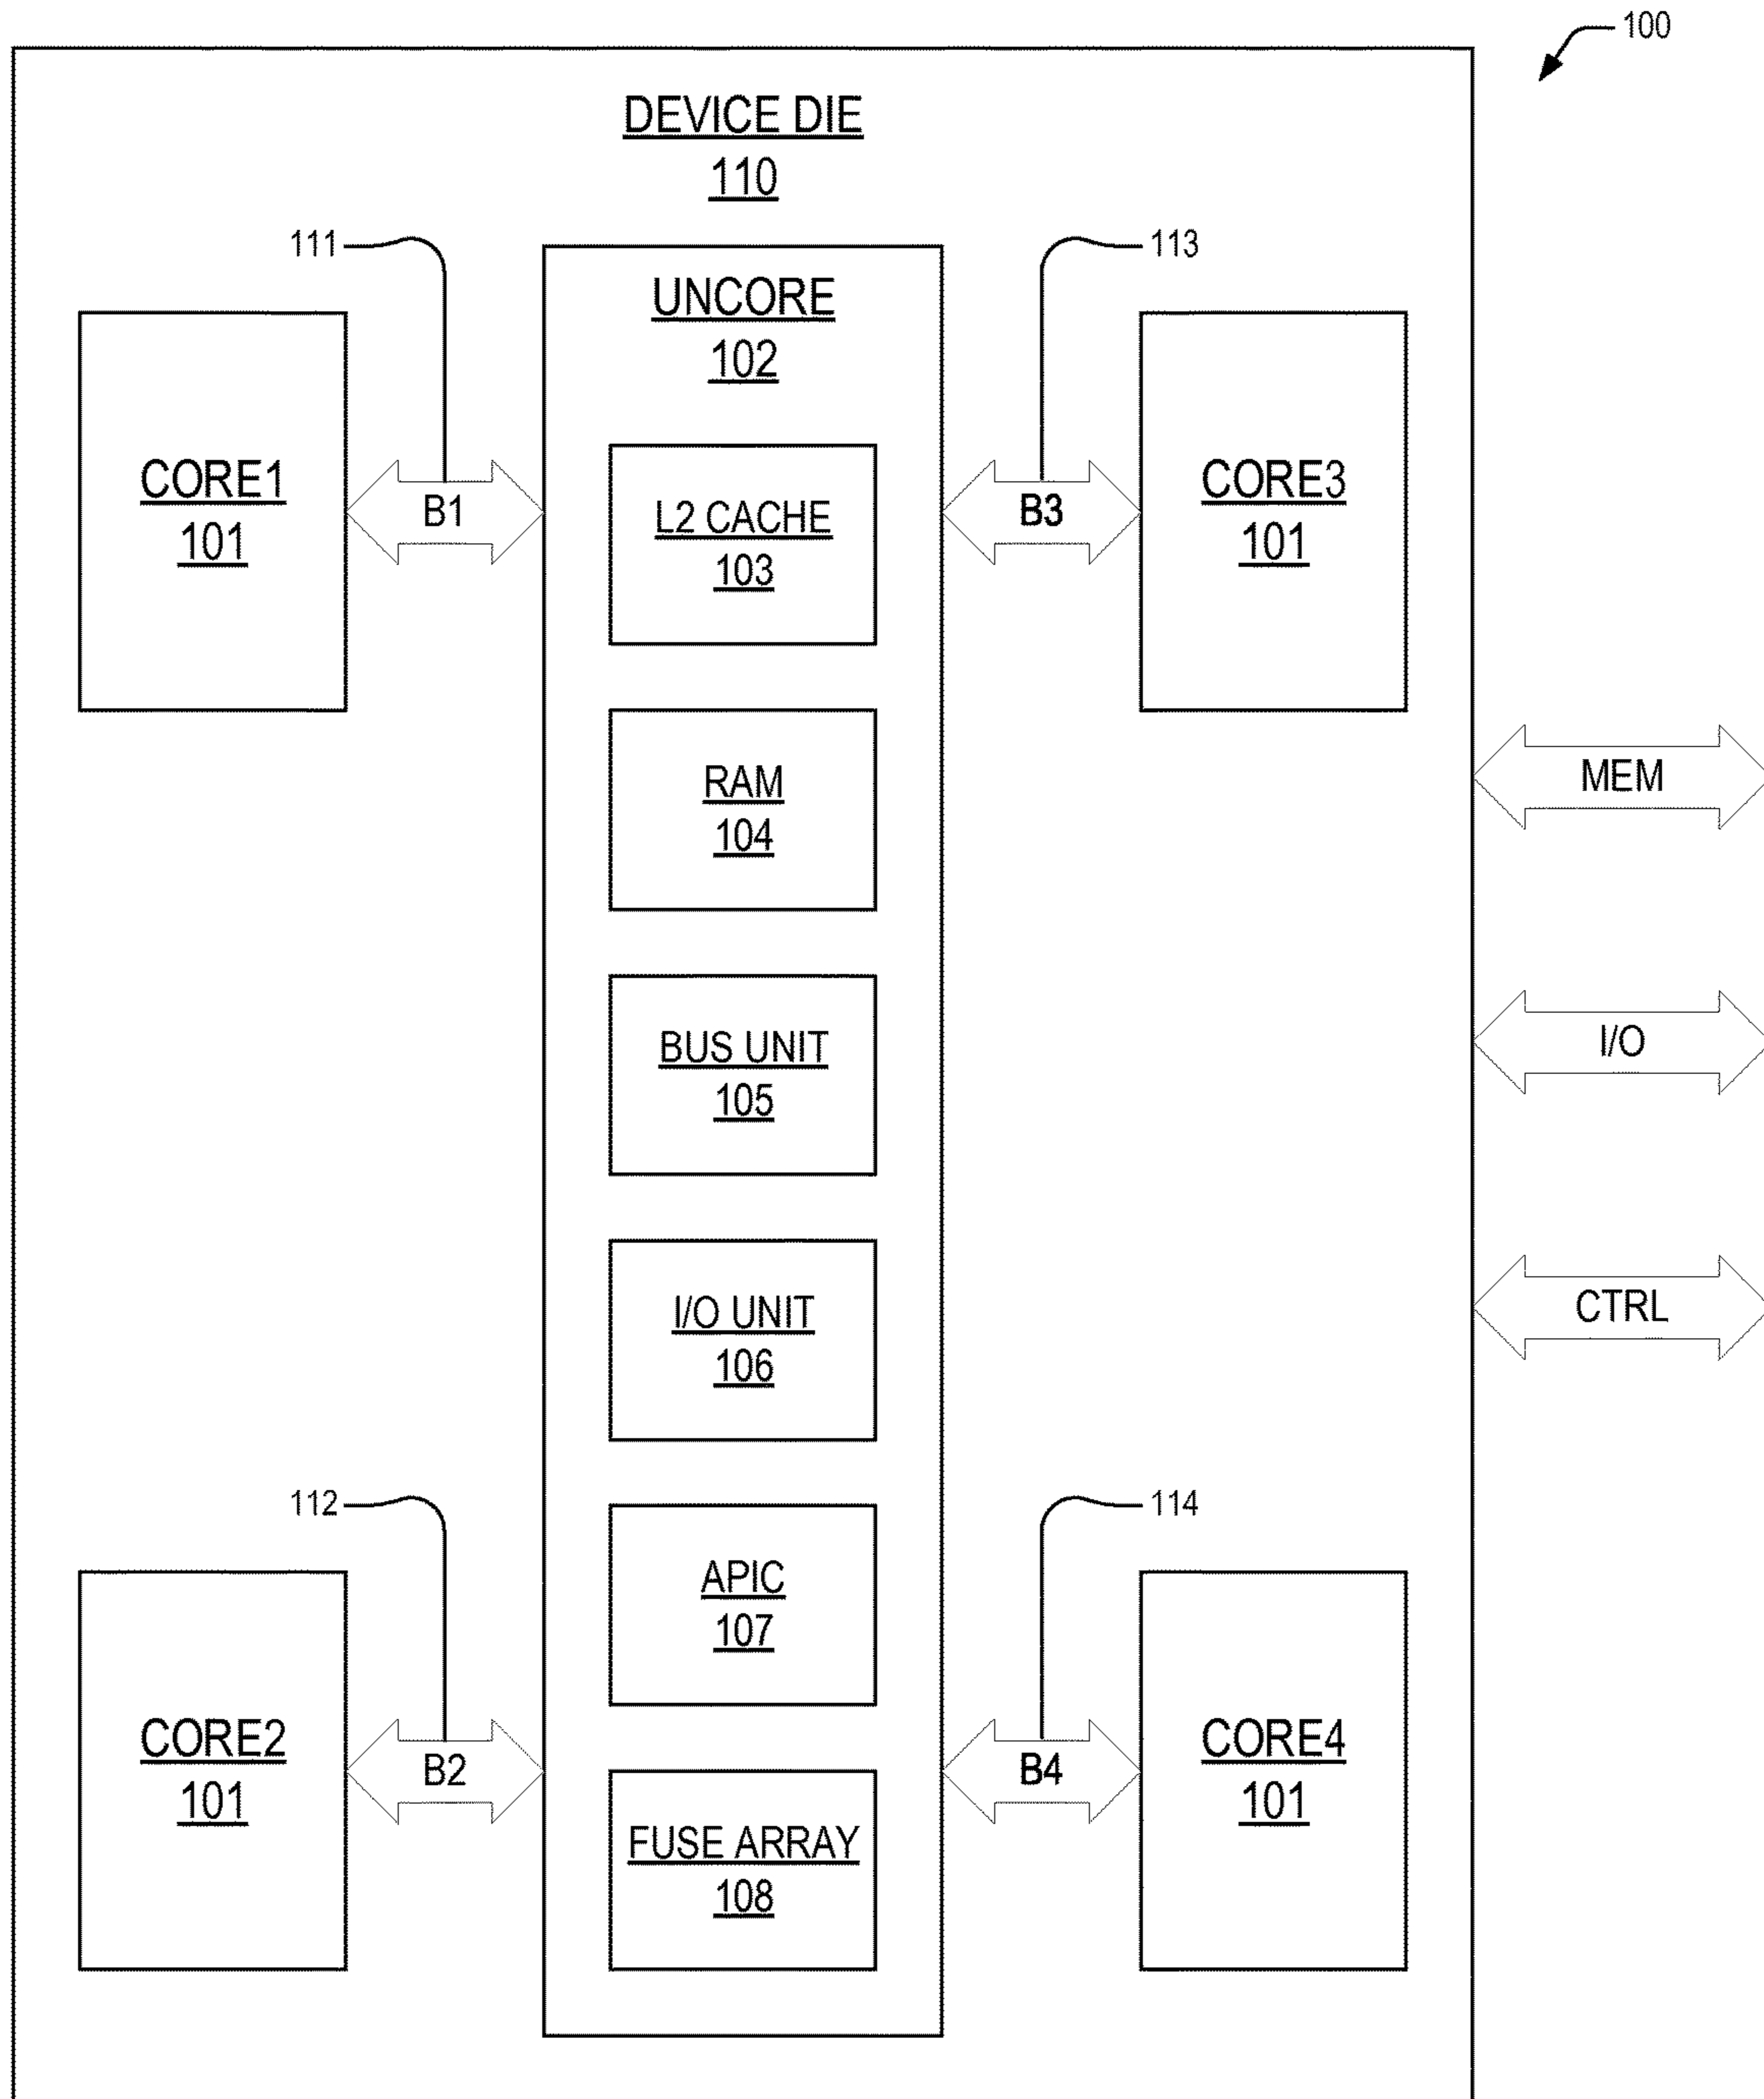 100
DEVICE DIE
110
111
113
UNCORE
102
CORE1
101
B1
L2 CACHE
103
B3
CORE3
101
RAM
104
MEM
BUS UNIT
105
I/O
I/O UNIT
106
CTRL
112
114
APIC
107
CORE2
101
B2
B4
CORE4
101
FUSE ARRAY
108